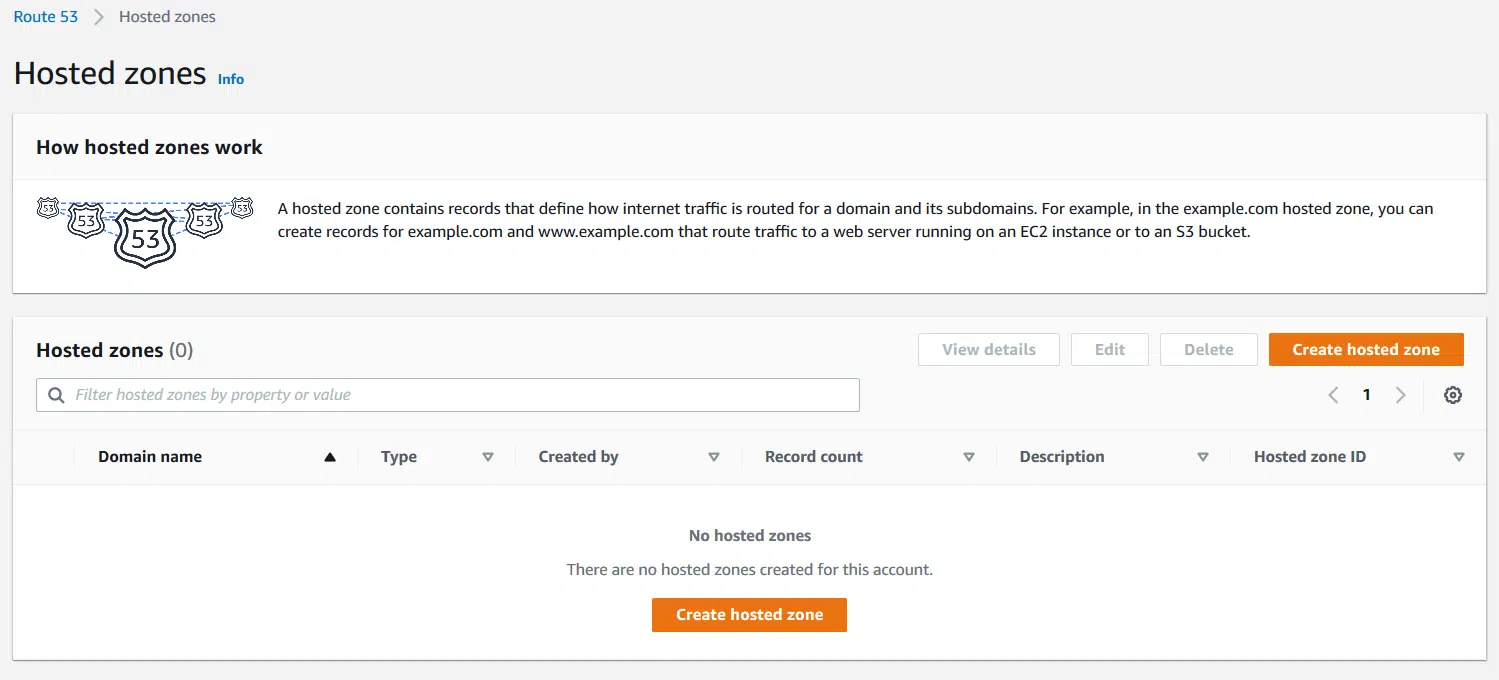 Route 53 Hosted zones
Hosted zones Info
How hosted zones work
53 53 53 53 53
A hosted zone contains records that define how internet traffic is routed for a domain and its subdomains. For example, in the example.com hosted zone, you can
create records for example.com and www.example.com that route traffic to a web server running on an EC2 instance or to an S3 bucket.
Hosted zones (0)
View details Edit Delete Create hosted zone
Filter hosted zones by property or value
1
Domain name Type Created by Record count Description Hosted zone ID
No hosted zones
There are no hosted zones created for this account.
Create hosted zone